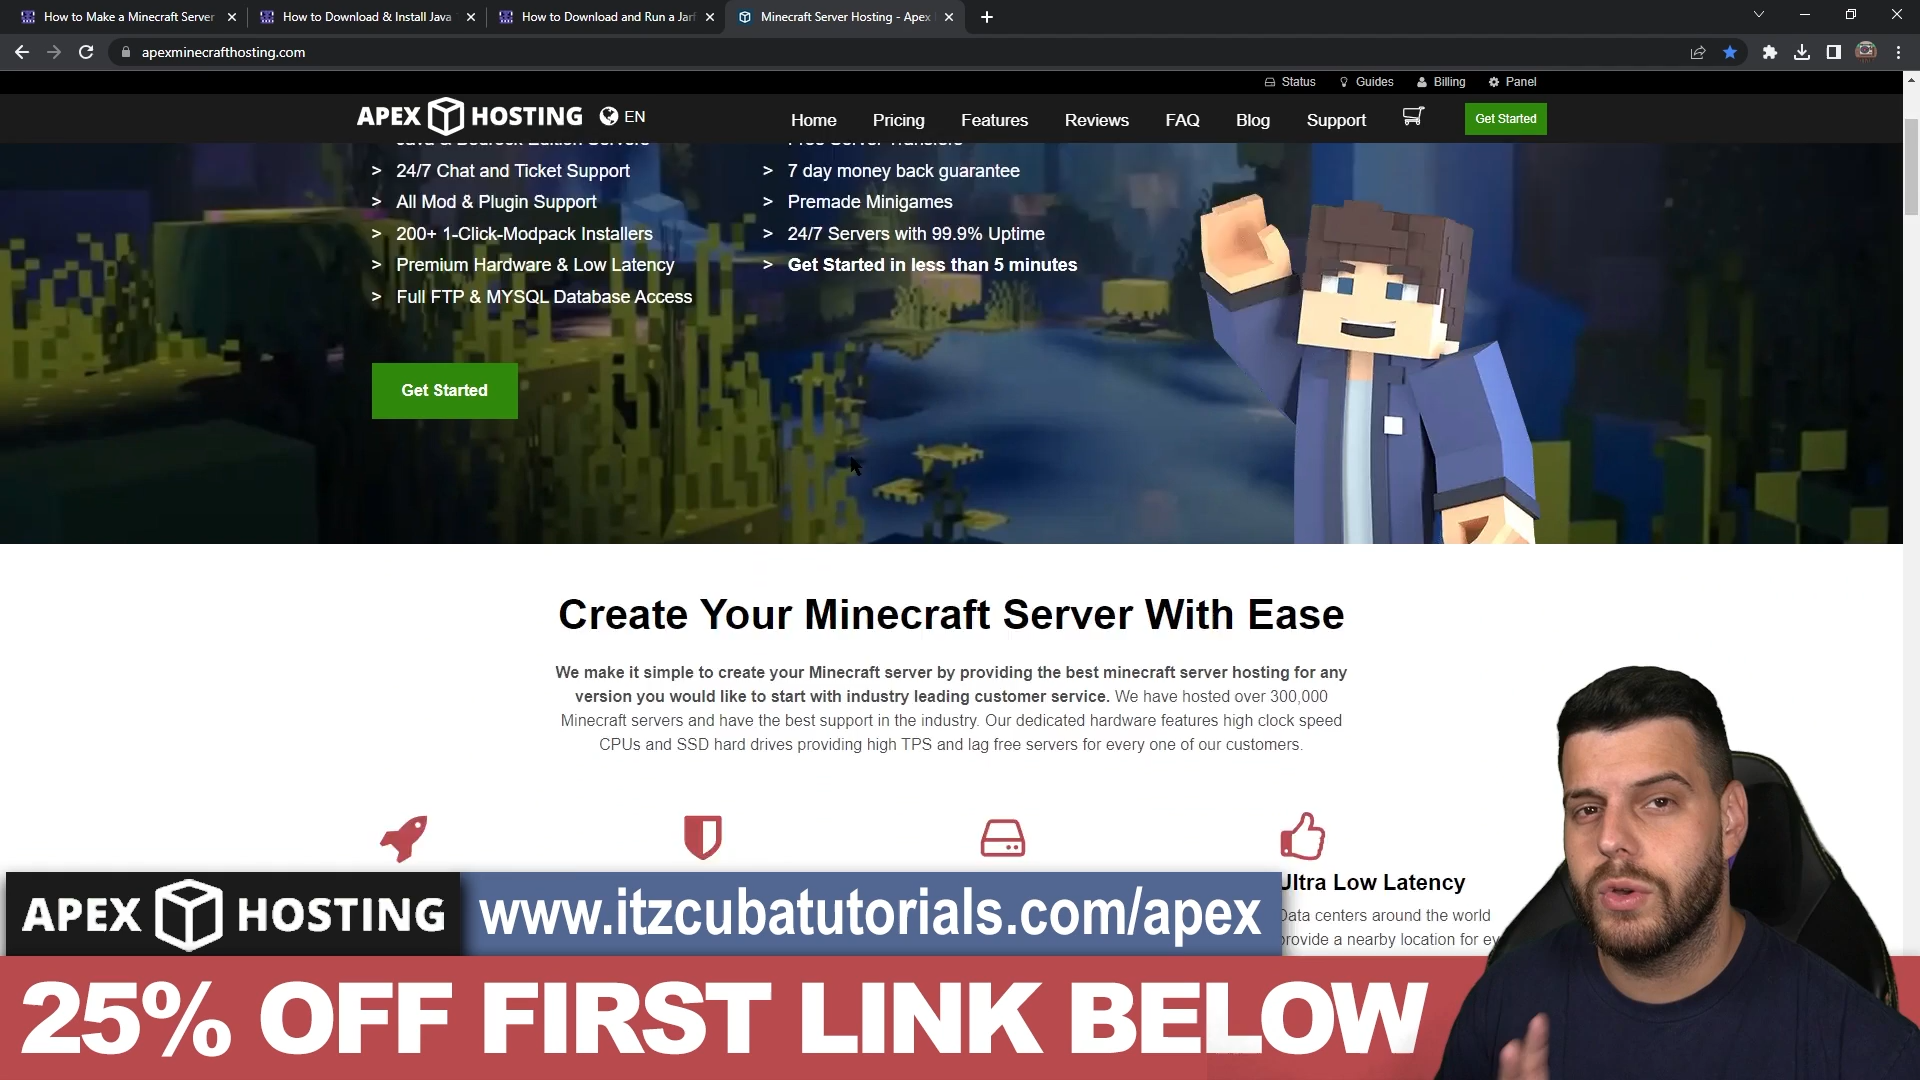 How to Make a Minecraft Server
How to Download & Install Java
How to Download and Run a Jar
Minecraft Server Hosting - Apex
apexminecrafthosting.com
Status
Guides
Billing
Panel
APEX HOSTING
EN
Home
Pricing
Features
Reviews
FAQ
Blog
Support
Get Started
> 24/7 Chat and Ticket Support
> All Mod & Plugin Support
> 200+ 1-Click-Modpack Installers
> Premium Hardware & Low Latency
> Full FTP & MYSQL Database Access
> 7 day money back guarantee
> Premade Minigames
> 24/7 Servers with 99.9% Uptime
> Get Started in less than 5 minutes
Get Started
Create Your Minecraft Server With Ease
We make it simple to create your Minecraft server by providing the best minecraft server hosting for any
version you would like to start with industry leading customer service. We have hosted over 300,000
Minecraft servers and have the best support in the industry. Our dedicated hardware features high clock speed
CPUs and SSD hard drives providing high TPS and lag free servers for every one of our customers.
Ultra Low Latency
Data centers around the world
provide a nearby location for
APEX HOSTING
www.itzcubatutorials.com/apex
25% OFF FIRST LINK BELOW